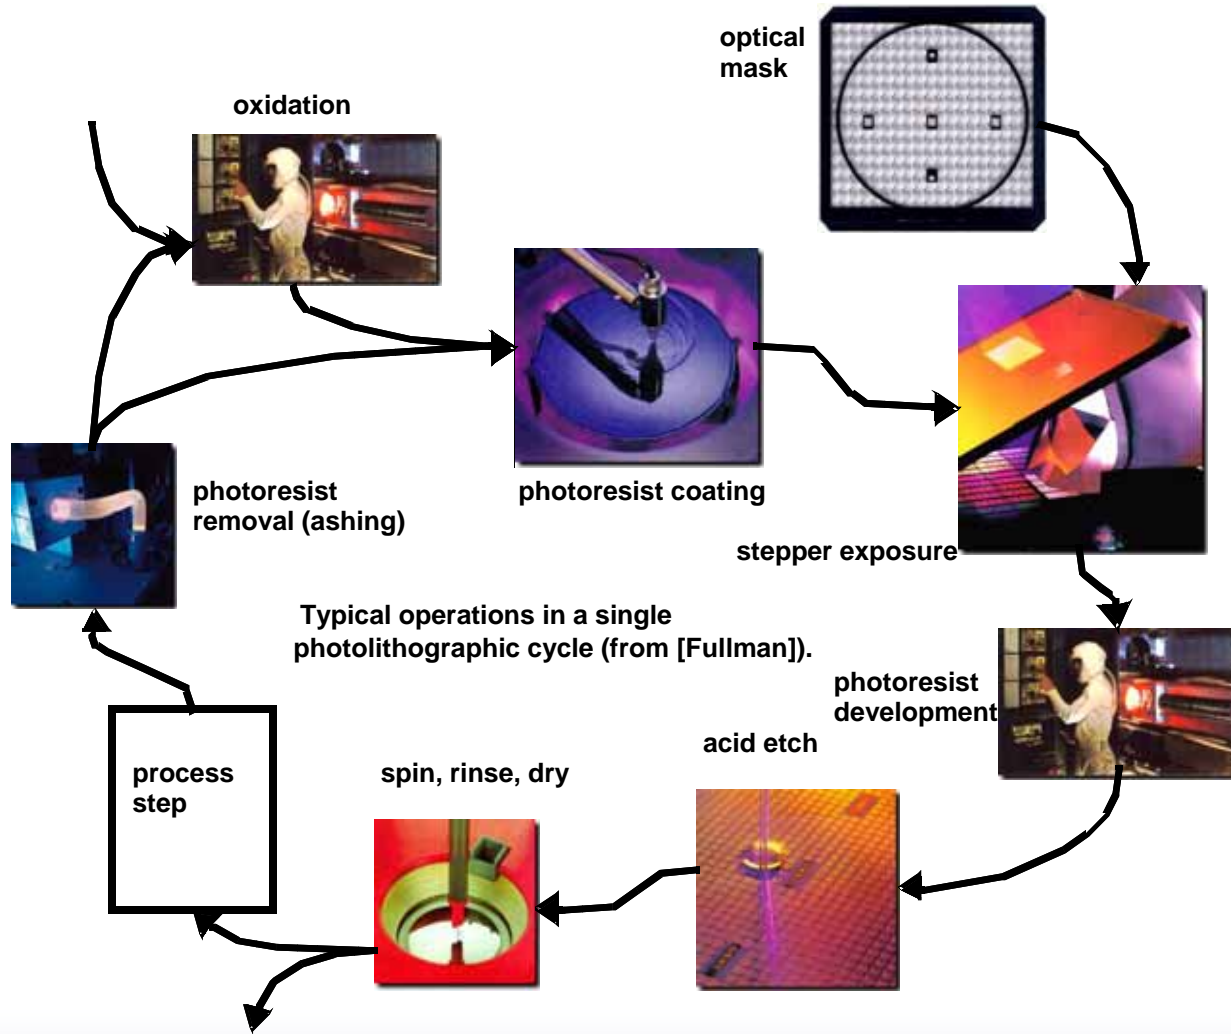 optical
mask
oxidation
photoresist
removal (ashing)
photoresist coating
stepper exposure
Typical operations in a single
photolithographic cycle (from [Fullman]).
photoresist
development
acid etch
spin, rinse, dry
process
step